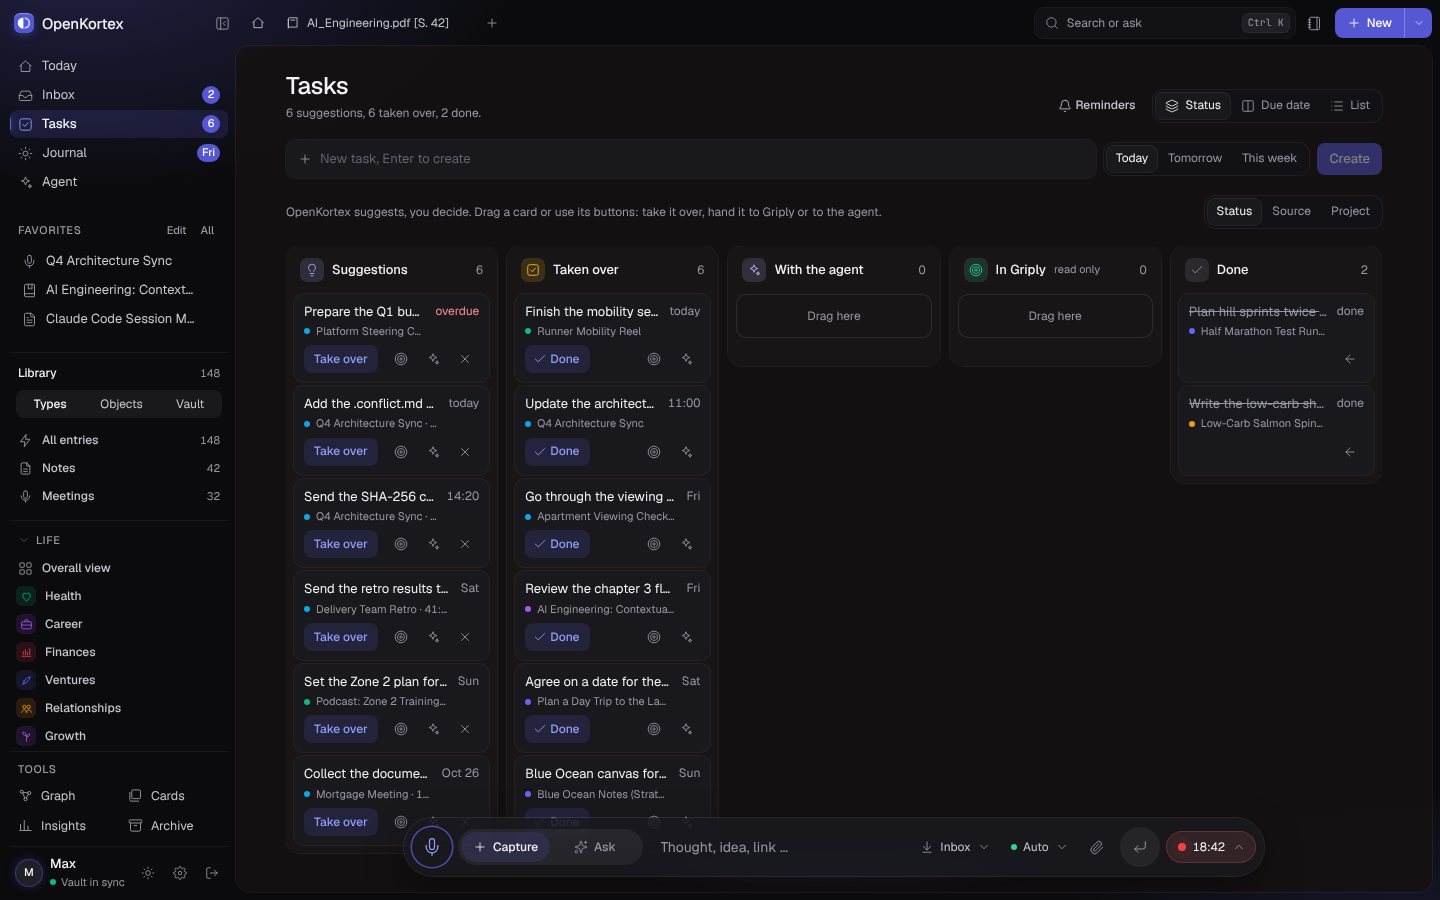 OpenKortex
AI_Engineering.pdf [S. 42]
Search or ask
Ctrl K
New
Today
Inbox
2
Tasks
6
Journal
Fri
Agent
FAVORITES
Edit
All
Q4 Architecture Sync
AI Engineering: Context...
Claude Code Session M...
Library
148
Types
Objects
Vault
All entries
148
Notes
42
Meetings
32
LIFE
Overall view
Health
Career
Finances
Ventures
Relationships
Growth
TOOLS
Graph
Cards
Insights
Archive
M
Max
Vault in sync
Tasks
6 suggestions, 6 taken over, 2 done.
Reminders
Status
Due date
List
New task, Enter to create
Today
Tomorrow
This week
Create
OpenKortex suggests, you decide. Drag a card or use its buttons: take it over, hand it to Griply or to the agent.
Status
Source
Project
Suggestions
6
Prepare the Q1 bu...
overdue
Platform Steering C...
Take over
Add the .conflict.md ...
today
Q4 Architecture Sync · ...
Take over
Send the SHA-256 c...
14:20
Q4 Architecture Sync · ...
Take over
Send the retro results t...
Sat
Delivery Team Retro · 41:...
Take over
Set the Zone 2 plan for...
Sun
Podcast: Zone 2 Training...
Take over
Collect the docume...
Oct 26
Mortgage Meeting · 1...
Take over
Taken over
6
Finish the mobility se...
today
Runner Mobility Reel
Done
Update the architect...
11:00
Q4 Architecture Sync
Done
Go through the viewing ...
Fri
Apartment Viewing Check...
Done
Review the chapter 3 fl...
Fri
AI Engineering: Contextua...
Done
Agree on a date for the...
Sat
Plan a Day Trip to the La...
Done
Blue Ocean canvas for...
Sun
Blue Ocean Notes (Strat...
Done
With the agent
0
Drag here
In Griply
read only
0
Drag here
Done
2
Plan hill sprints twice ...
done
Half Marathon Test Run...
Write the low-carb sh...
done
Low-Carb Salmon Spin...
Capture
Ask
Thought, idea, link ...
Inbox
Auto
18:42